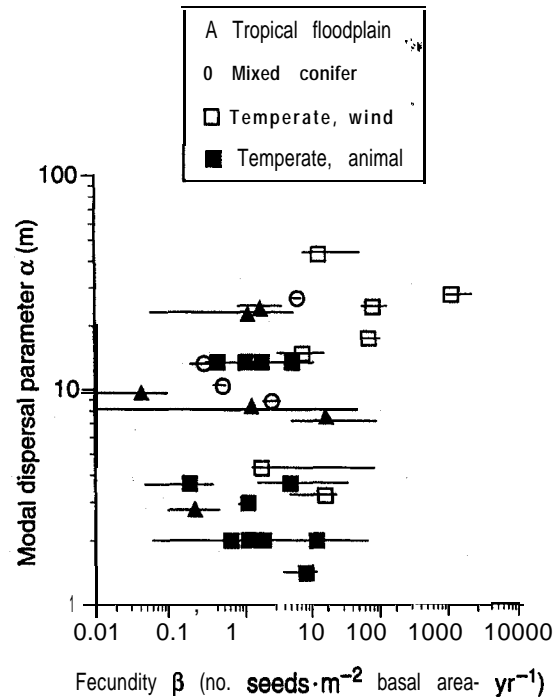 A Tropical floodplain
0 Mixed conifer
Temperate, wind
Temperate, animal
100
10
1
Modal dispersal parameter α (m)
0.01 0.1 1 10 100 1000 10000
Fecundity β (no. seeds·m⁻² basal area- yr⁻¹)